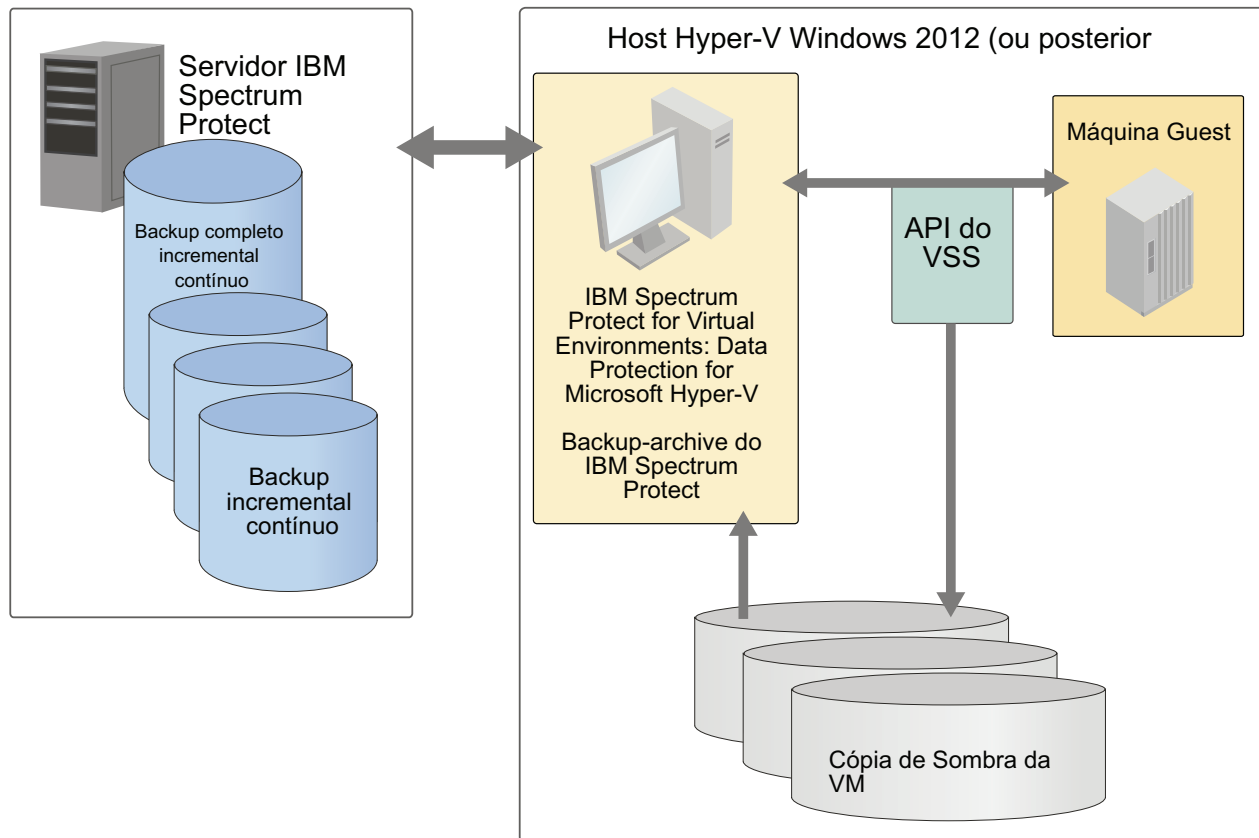 Servidor IBM
Spectrum
Protect
Backup completo
incremental
contínuo
Backup
incremental
contínuo
Host Hyper-V Windows 2012 (ou posterior
IBM Spectrum
Protect for Virtual
Environments: Data
Protection for
Microsoft Hyper-V
Backup-archive do
IBM Spectrum
Protect
API do
VSS
Máquina Guest
Cópia de Sombra da
VM